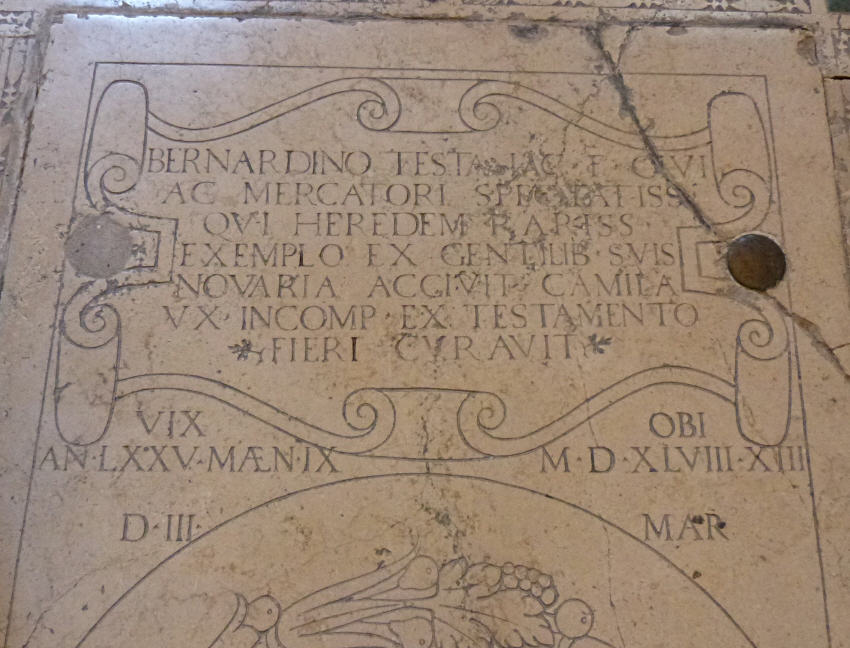 BERNARDINO TESTA IAC F CIVI
AC MERCATORI SPECTATISS
QVI HEREDEM RARISS
EXEMPLO EX GENTILIB SVIS
NOVARIA ACCIVIT CAMILA
VX·INCOMP·EX TESTAMENTO
FIERI CVRAVIT
VIX
AN·LXXV·MÆN·IX
D·III·
OBI
M·D·XLVIII·XIII
MAR